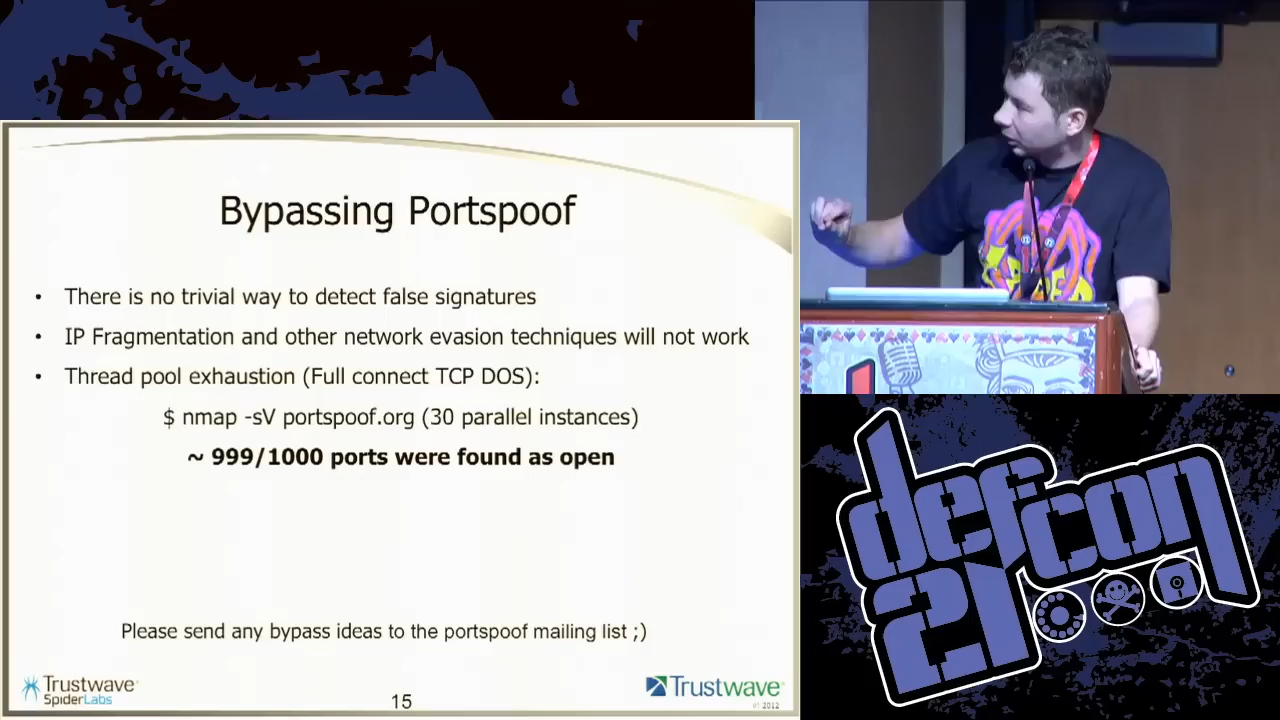 Bypassing Portspoof
• There is no trivial way to detect false signatures
• IP Fragmentation and other network evasion techniques will not work
• Thread pool exhaustion (Full connect TCP DOS):
$ nmap -sV portspoof.org (30 parallel instances)
~ 999/1000 ports were found as open
Please send any bypass ideas to the portspoof mailing list ;)
Trustwave®
SpiderLabs
15
Trustwave®
© 2012
defcon
21